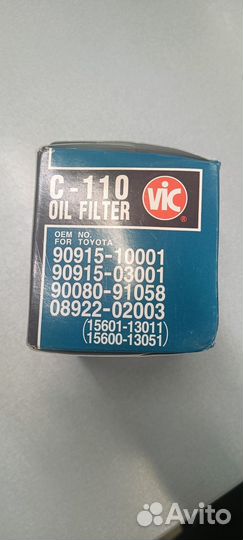 C-110
OIL FILTER
VIC
®
OEM NO.
FOR TOYOTA
90915-10001
90915-03001
90080-91058
08922-02003
(15601-13011)
(15600-13051)
Avito